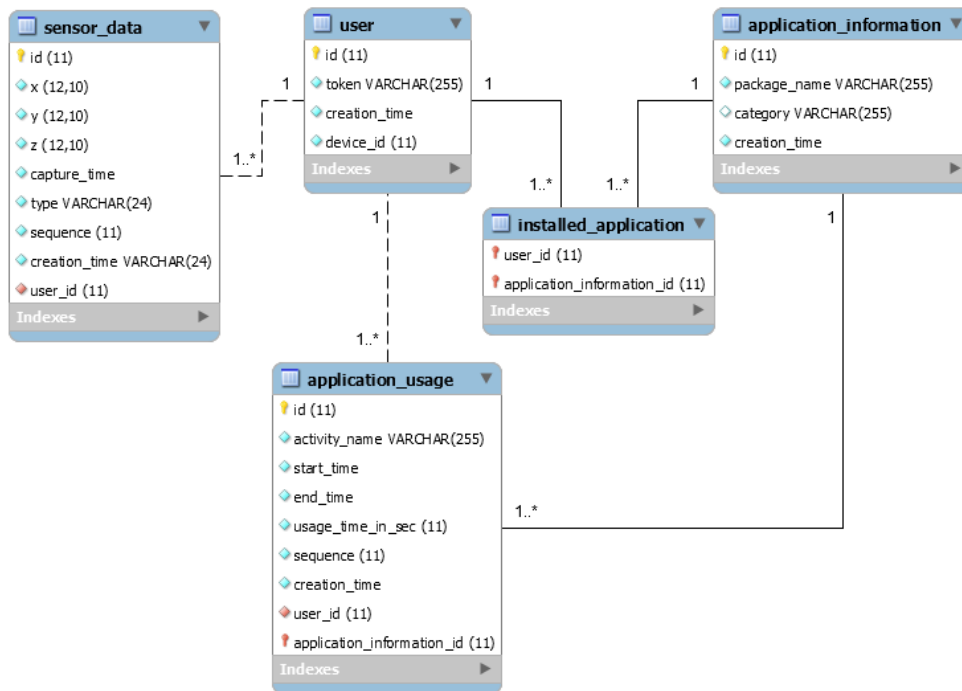 sensor_data
id (11)
x (12,10)
y (12,10)
z (12,10)
capture_time
type VARCHAR(24)
sequence (11)
creation_time VARCHAR(24)
user_id (11)
Indexes
1
1..*
user
id (11)
token VARCHAR(255)
creation_time
device_id (11)
Indexes
1
1..*
1
1..*
application_information
id (11)
package_name VARCHAR(255)
category VARCHAR(255)
creation_time
Indexes
1
1..*
1
1..*
installed_application
user_id (11)
application_information_id (11)
Indexes
application_usage
id (11)
activity_name VARCHAR(255)
start_time
end_time
usage_time_in_sec (11)
sequence (11)
creation_time
user_id (11)
application_information_id (11)
Indexes